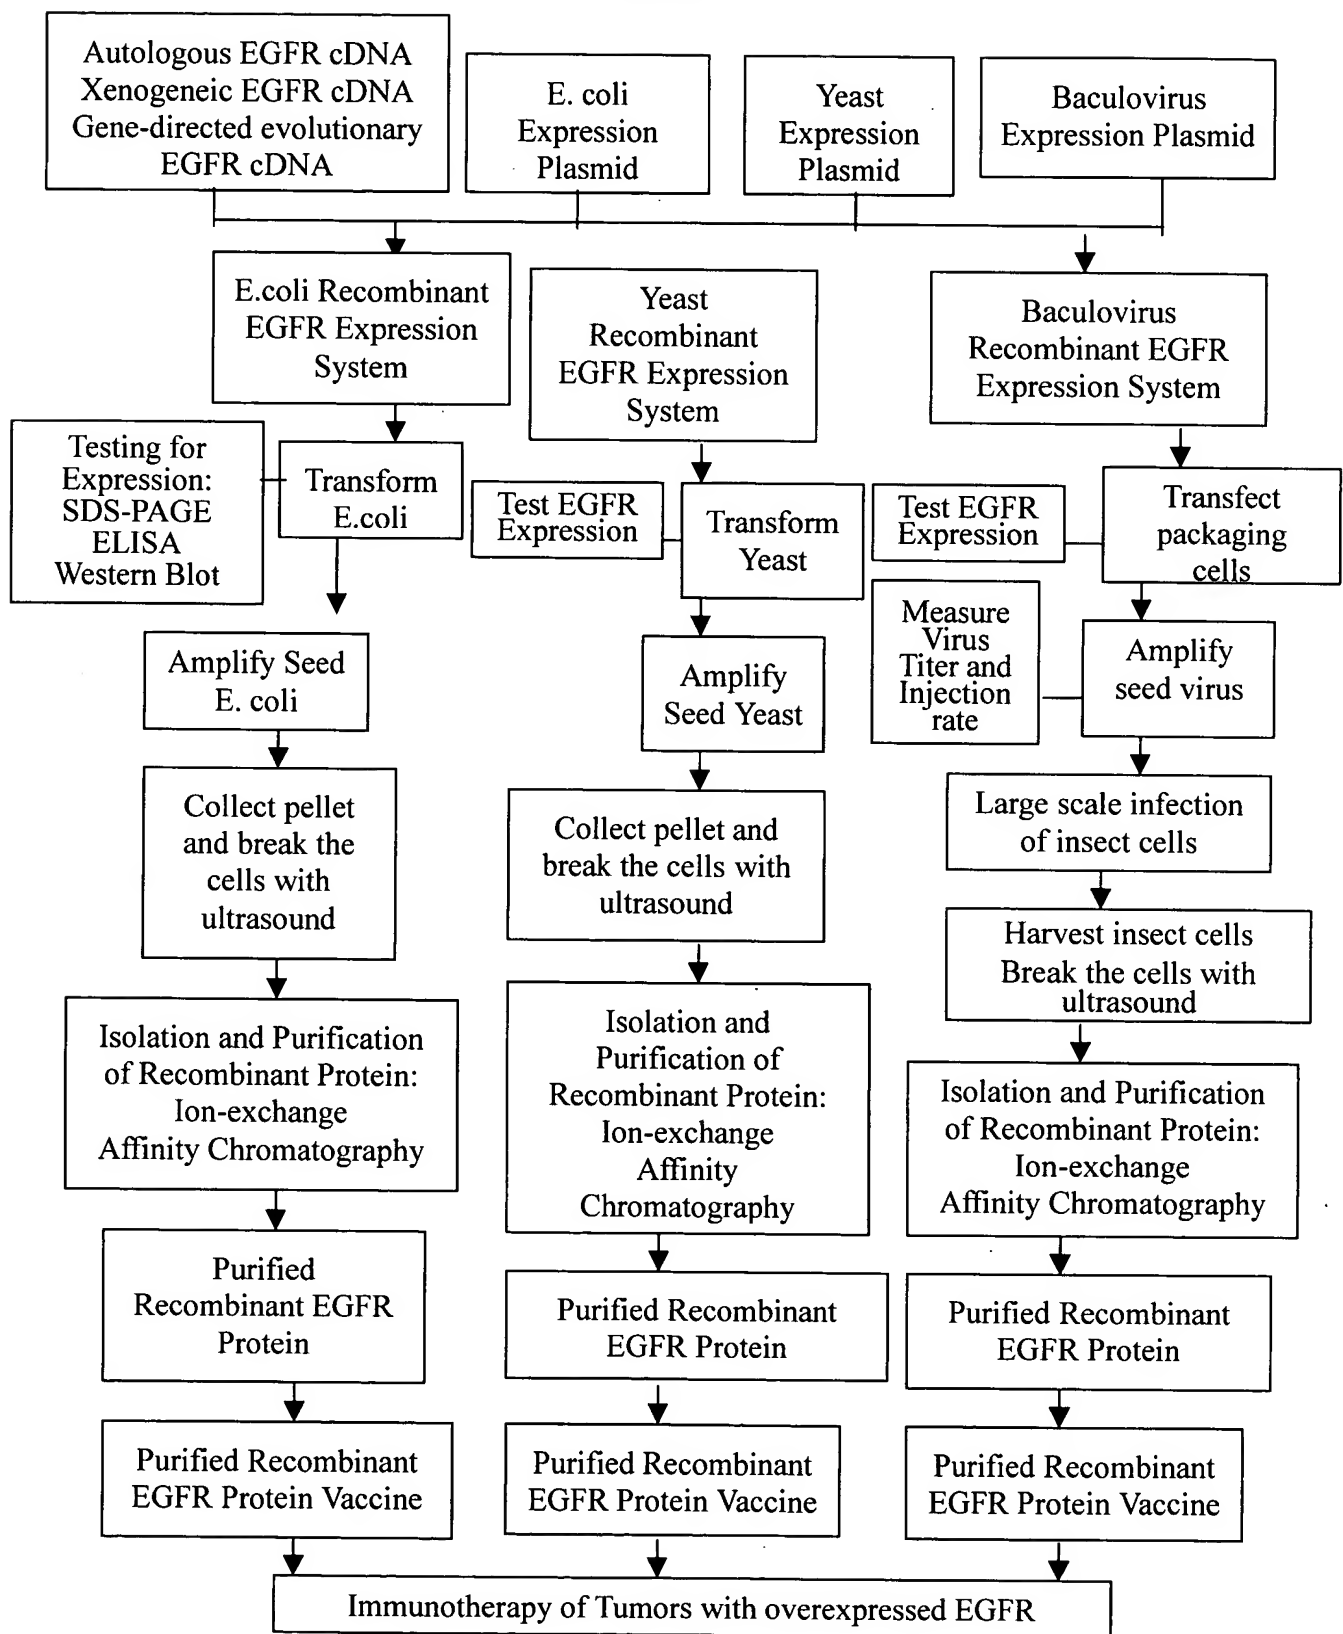 Autologous EGFR cDNA
Xenogeneic EGFR cDNA
Gene-directed evolutionary
EGFR cDNA
E. coli
Expression
Plasmid
Yeast
Expression
Plasmid
Baculovirus
Expression Plasmid
E.coli Recombinant
EGFR Expression
System
Yeast
Recombinant
EGFR Expression
System
Baculovirus
Recombinant EGFR
Expression System
Testing for
Expression:
SDS-PAGE
ELISA
Western Blot
Transform
E.coli
Test EGFR
Expression
Transform
Yeast
Test EGFR
Expression
Transfect
packaging
cells
Measure
Virus
Titer and
Injection
rate
Amplify
seed virus
Amplify Seed
E. coli
Amplify
Seed Yeast
Large scale infection
of insect cells
Collect pellet
and break the
cells with
ultrasound
Collect pellet and
break the cells with
ultrasound
Harvest insect cells
Break the cells with
ultrasound
Isolation and Purification
of Recombinant Protein:
Ion-exchange
Affinity Chromatography
Isolation and
Purification of
Recombinant Protein:
Ion-exchange
Affinity
Chromatography
Isolation and Purification
of Recombinant Protein:
Ion-exchange
Affinity Chromatography
Purified
Recombinant EGFR
Protein
Purified Recombinant
EGFR Protein
Purified Recombinant
EGFR Protein
Purified Recombinant
EGFR Protein Vaccine
Purified Recombinant
EGFR Protein Vaccine
Purified Recombinant
EGFR Protein Vaccine
Immunotherapy of Tumors with overexpressed EGFR